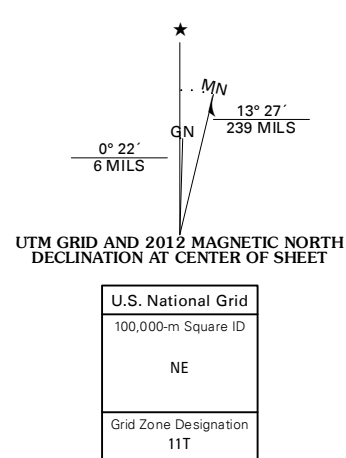 ★
MN
GN
13° 27´
239 MILS
0° 22´
6 MILS
UTM GRID AND 2012 MAGNETIC NORTH
DECLINATION AT CENTER OF SHEET
U.S. National Grid
100,000-m Square ID
NE
Grid Zone Designation
11T